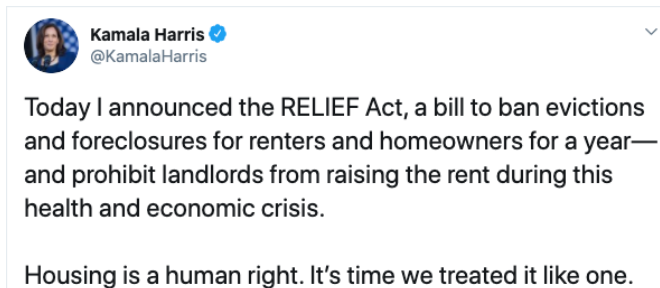 Kamala Harris
@KamalaHarris
Today I announced the RELIEF Act, a bill to ban evictions
and foreclosures for renters and homeowners for a year—
and prohibit landlords from raising the rent during this
health and economic crisis.
Housing is a human right. It’s time we treated it like one.